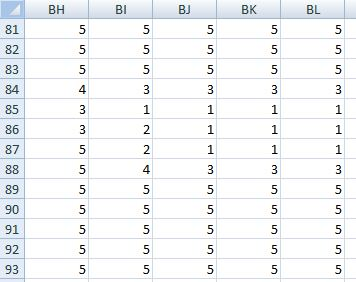 BH BI BJ BK BL
81 5 5 5 5 5
82 5 5 5 5 5
83 5 5 5 5 5
84 4 3 3 3 3
85 3 1 1 1 1
86 3 2 1 1 1
87 5 2 1 1 1
88 5 4 3 3 3
89 5 5 5 5 5
90 5 5 5 5 5
91 5 5 5 5 5
92 5 5 5 5 5
93 5 5 5 5 5